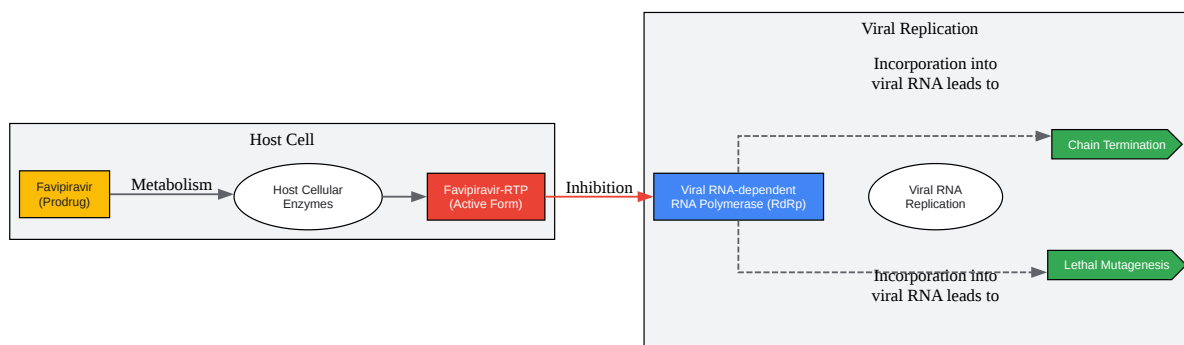 Viral Replication
Incorporation into
viral RNA leads to
Host Cell
Chain Termination
Favipiravir
(Prodrug)
Metabolism
Host Cellular
Enzymes
Favipiravir-RTP
(Active Form)
Inhibition
Viral RNA-dependent
RNA Polymerase (RdRp)
Viral RNA
Replication
Lethal Mutagenesis
Incorporation into
viral RNA leads to